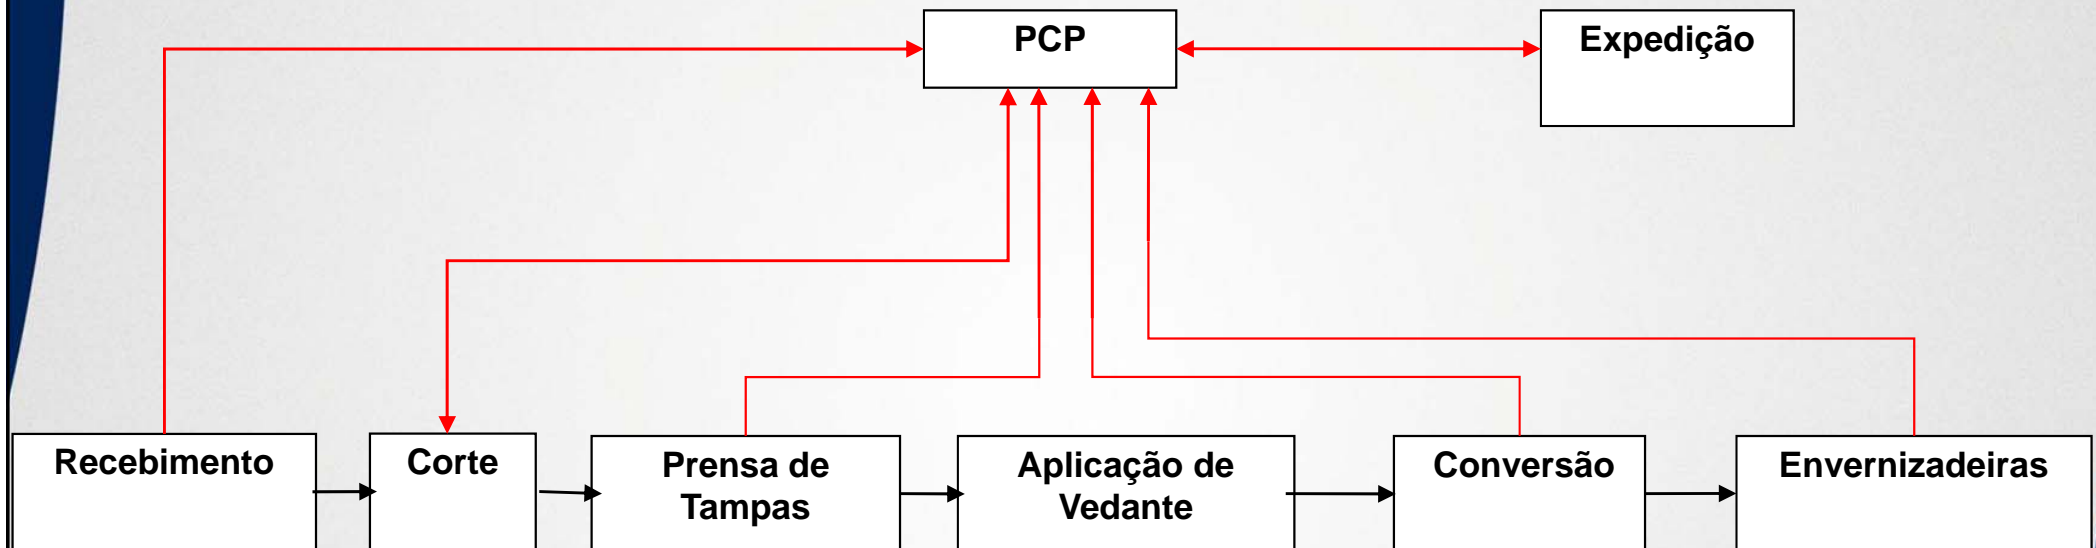 PCP
Expedição
Recebimento
Corte
Prensa de
Tampas
Aplicação de
Vedante
Conversão
Envernizadeiras